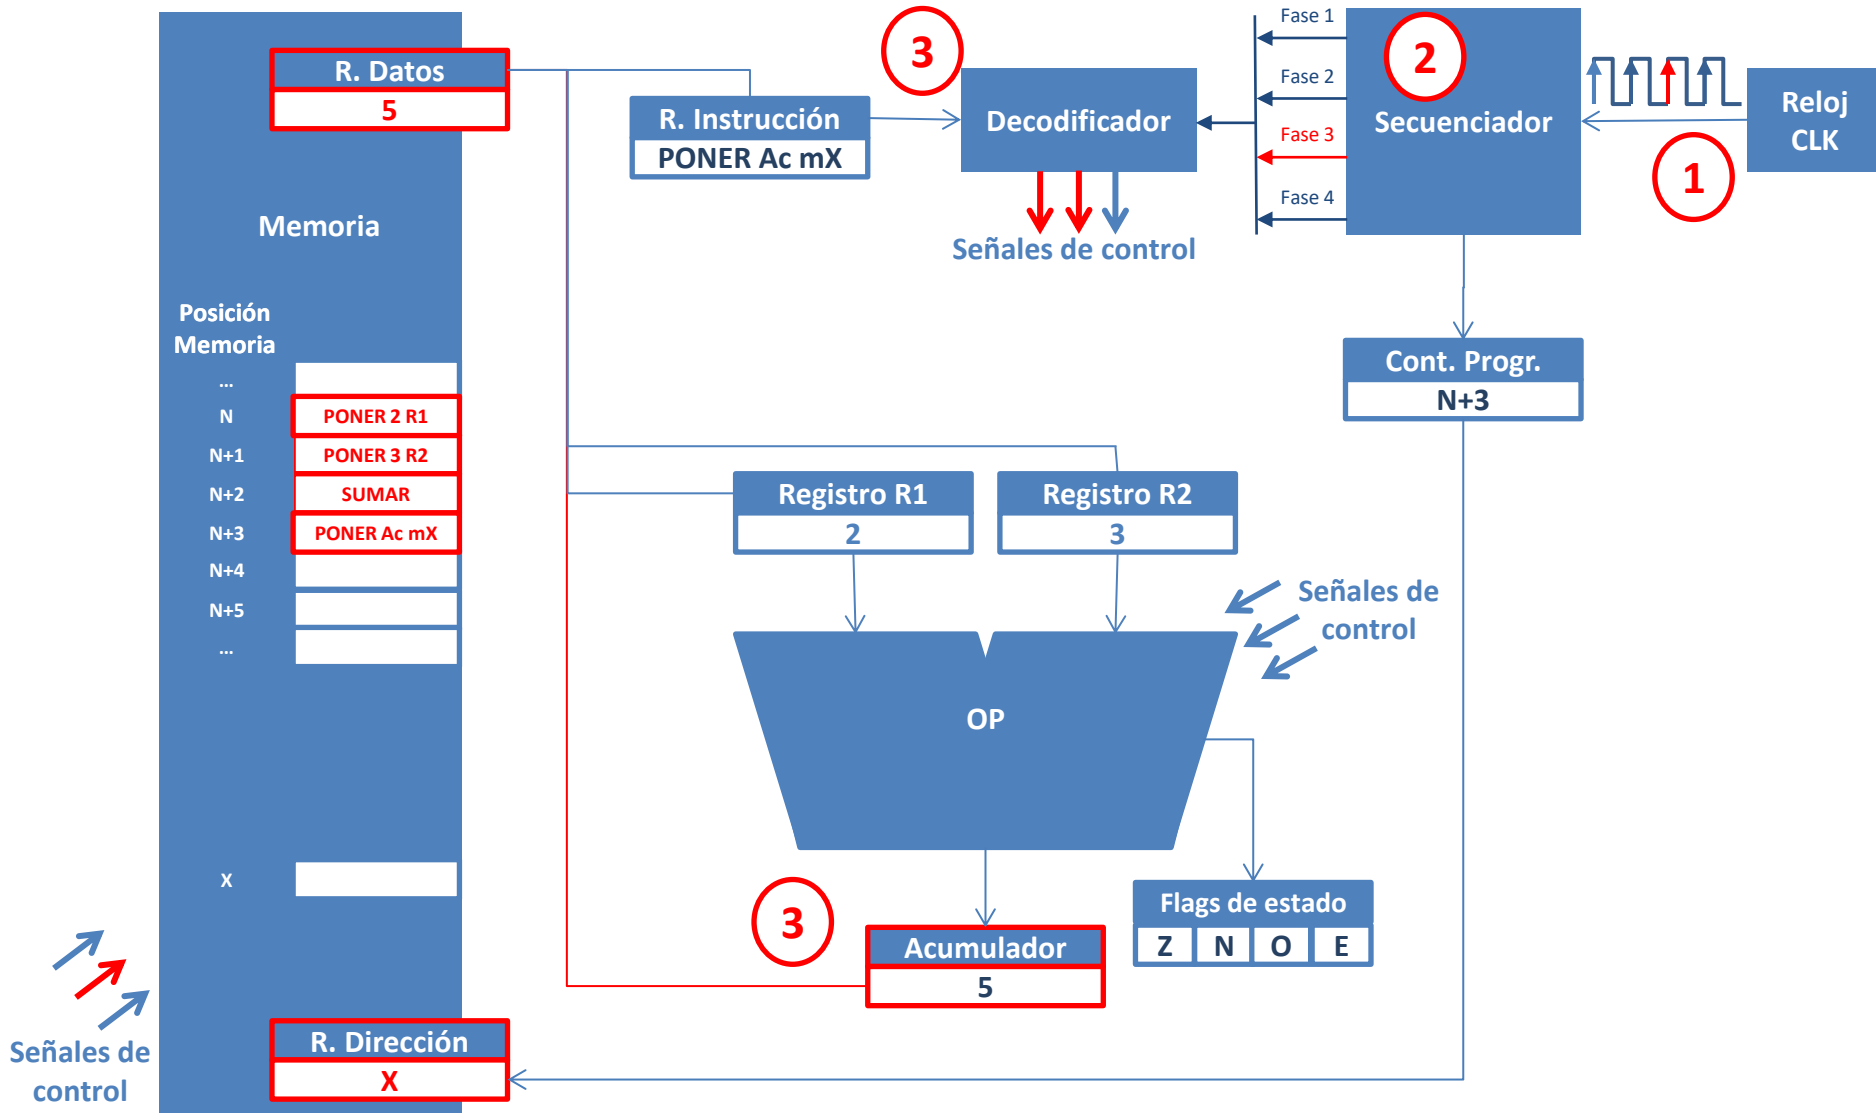 R. Datos
5
Memoria
Posición
Memoria
...
N PONER 2 R1
N+1 PONER 3 R2
N+2 SUMAR
N+3 PONER Ac mX
N+4
N+5
...
X
Señales de
control
R. Dirección
X
R. Instrucción
PONER Ac mX
3
Decodificador
Señales de control
Fase 1
Fase 2
Fase 3
Fase 4
2
Secuenciador
1
Reloj
CLK
Cont. Progr.
N+3
Registro R1
2
Registro R2
3
Señales de
control
OP
3
Acumulador
5
Flags de estado
Z N O E